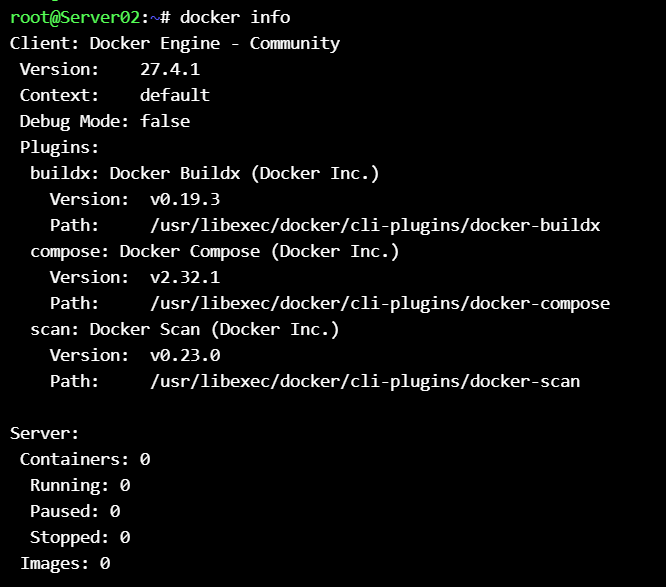 root@Server02:~# docker info
Client: Docker Engine - Community
 Version:    27.4.1
 Context:    default
 Debug Mode: false
 Plugins:
  buildx: Docker Buildx (Docker Inc.)
    Version:  v0.19.3
    Path:     /usr/libexec/docker/cli-plugins/docker-buildx
  compose: Docker Compose (Docker Inc.)
    Version:  v2.32.1
    Path:     /usr/libexec/docker/cli-plugins/docker-compose
  scan: Docker Scan (Docker Inc.)
    Version:  v0.23.0
    Path:     /usr/libexec/docker/cli-plugins/docker-scan

Server:
 Containers: 0
  Running: 0
  Paused: 0
  Stopped: 0
 Images: 0